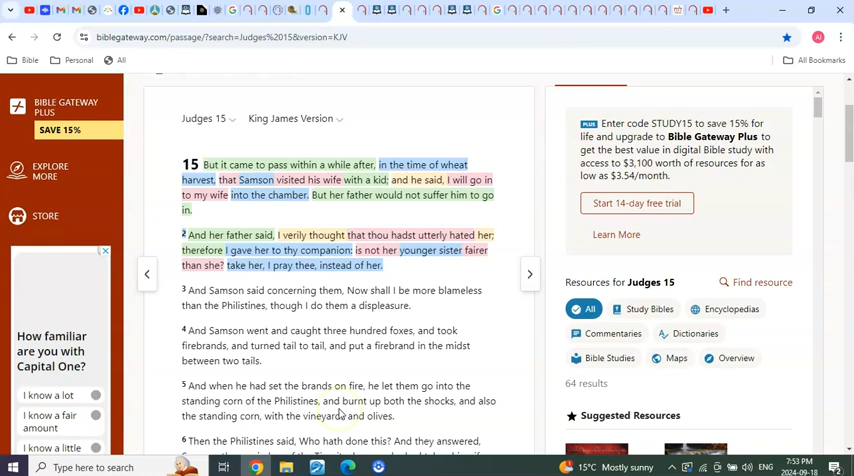 biblegateway.com/passage/?search=Judges%2015&version=KJV
AI
Bible
Personal
All
All Bookmarks
BIBLE GATEWAY
PLUS
SAVE 15%
EXPLORE
MORE
STORE
How familiar
are you with
Capital One?
I know a lot
I know a fair
amount
I know a little
Judges 15
King James Version
15 But it came to pass within a while after, in the time of wheat
harvest, that Samson visited his wife with a kid; and he said, I will go in
to my wife into the chamber. But her father would not suffer him to go
in.
2 And her father said, I verily thought that thou hadst utterly hated her;
therefore I gave her to thy companion: is not her younger sister fairer
than she? take her, I pray thee, instead of her.
3 And Samson said concerning them, Now shall I be more blameless
than the Philistines, though I do them a displeasure.
4 And Samson went and caught three hundred foxes, and took
firebrands, and turned tail to tail, and put a firebrand in the midst
between two tails.
5 And when he had set the brands on fire, he let them go into the
standing corn of the Philistines, and burnt up both the shocks, and also
the standing corn, with the vineyards and olives.
6 Then the Philistines said, Who hath done this? And they answered,
PLUS Enter code STUDY15 to save 15% for
life and upgrade to Bible Gateway Plus to
get the best value in digital Bible study with
access to $3,100 worth of resources for as
low as $3.54/month.
Start 14-day free trial
Learn More
Resources for Judges 15
Find resource
All
Study Bibles
Encyclopedias
Commentaries
Dictionaries
Bible Studies
Maps
Overview
64 results
Suggested Resources
Type here to search
15°C Mostly sunny
ENG
7:53 PM
2024-09-18